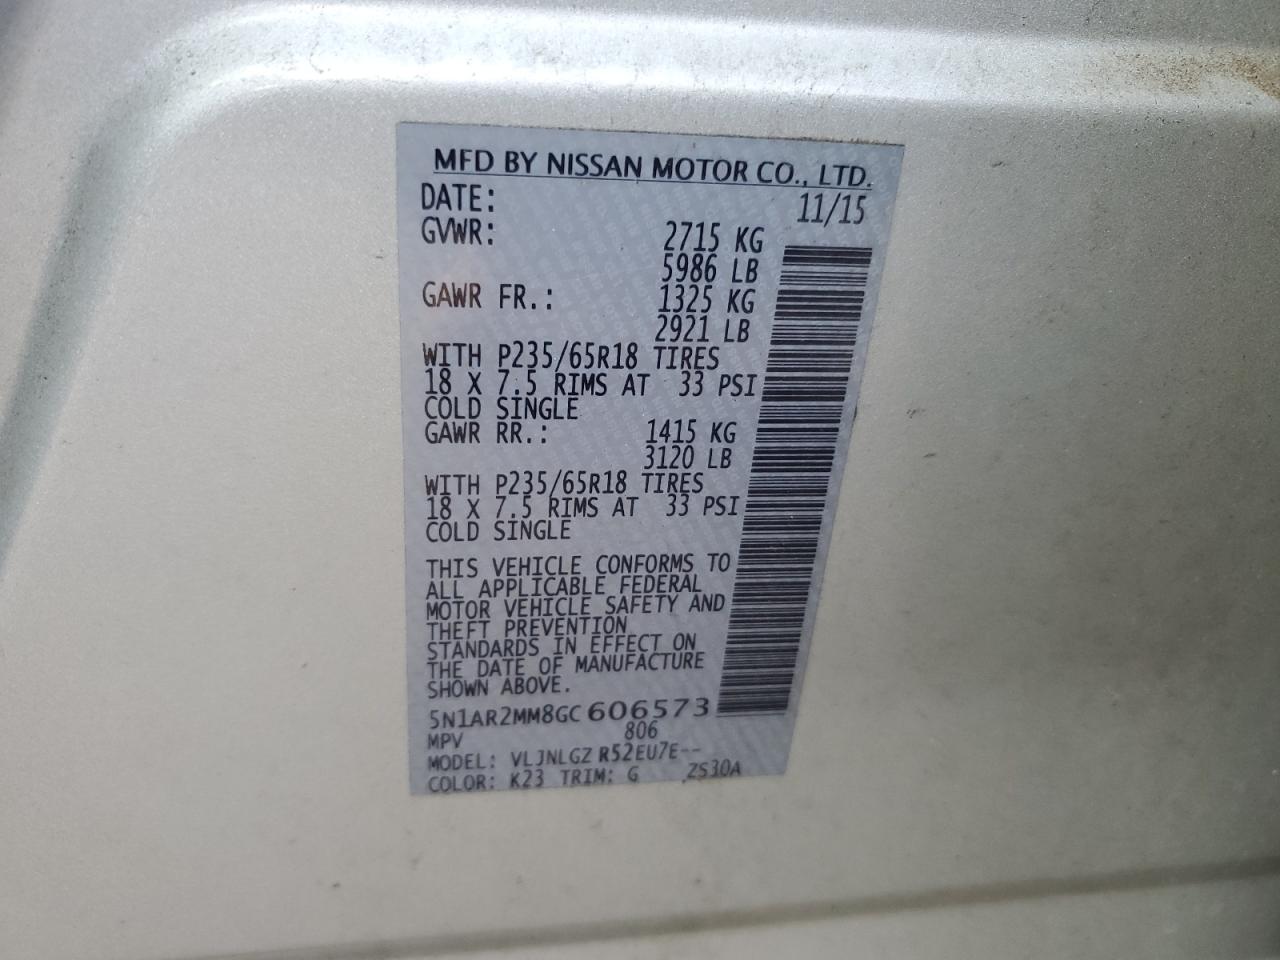 MFD BY NISSAN MOTOR CO., LTD.
DATE: 11/15
GVWR: 2715 KG
5986 LB
GAWR FR.: 1325 KG
2921 LB
WITH P235/65R18 TIRES
18 X 7.5 RIMS AT 33 PSI
COLD SINGLE
GAWR RR.: 1415 KG
3120 LB
WITH P235/65R18 TIRES
18 X 7.5 RIMS AT 33 PSI
COLD SINGLE
THIS VEHICLE CONFORMS TO
ALL APPLICABLE FEDERAL
MOTOR VEHICLE SAFETY AND
THEFT PREVENTION
STANDARDS IN EFFECT ON
THE DATE OF MANUFACTURE
SHOWN ABOVE.
5N1AR2MM8GC606573
MPV 806
MODEL: VLJNLGZ R52EU7E--
COLOR: K23 TRIM: G ZS30A